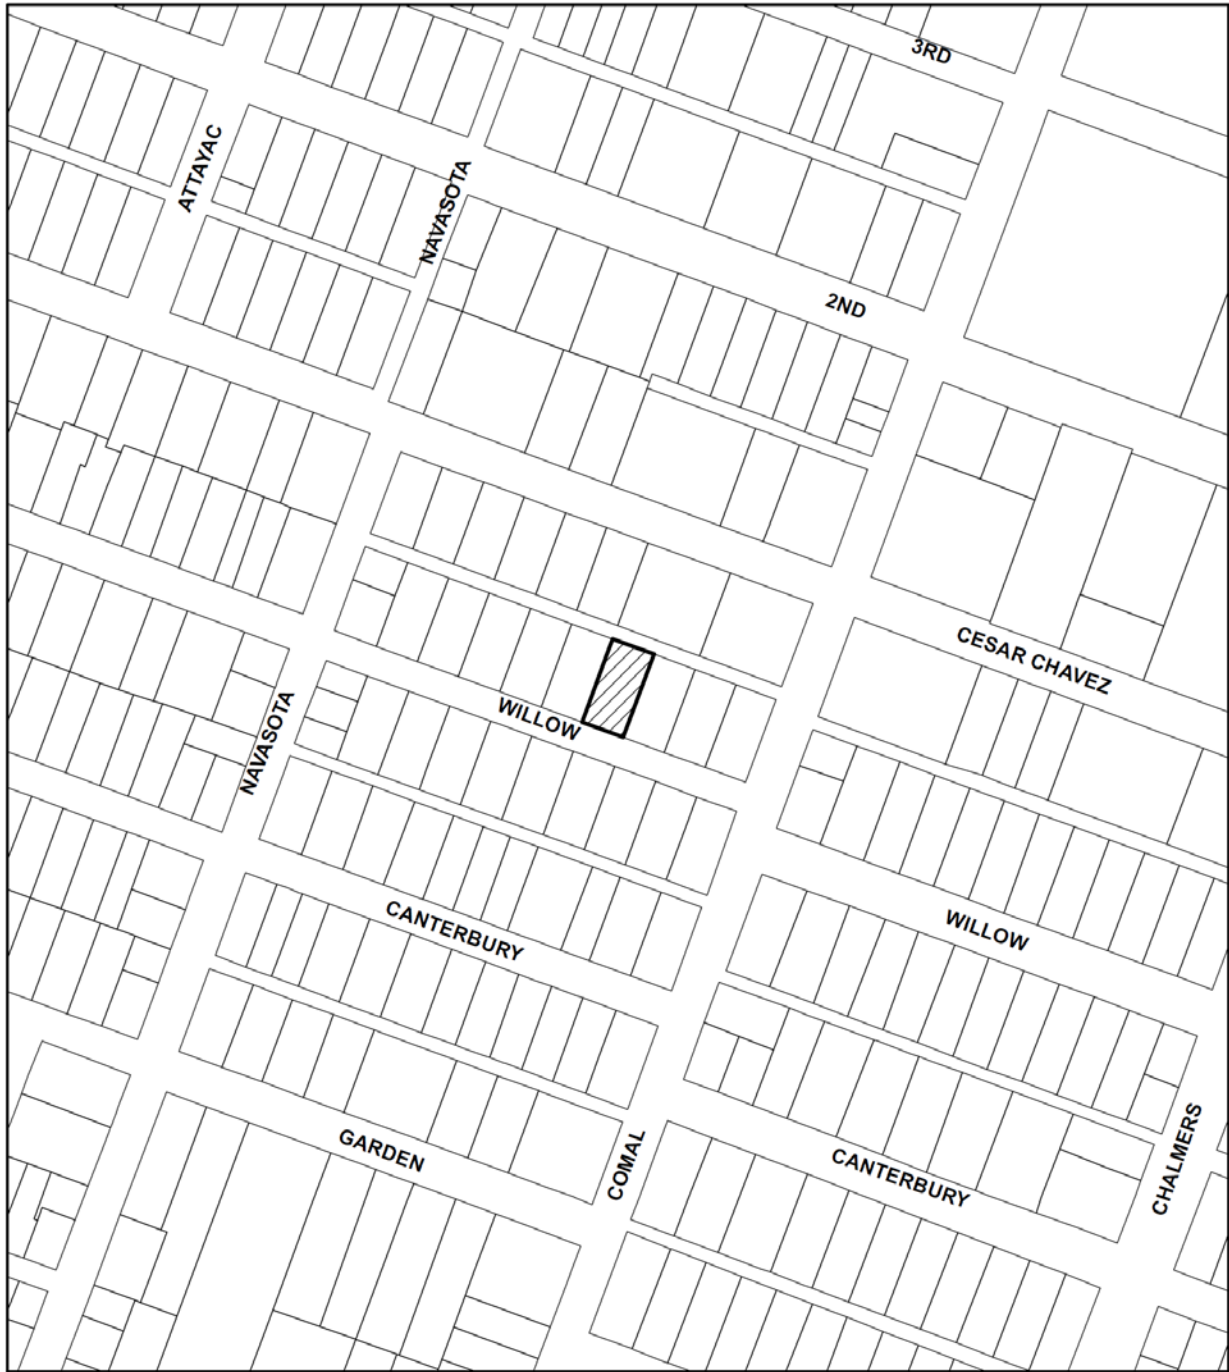 3RD
ATTAYAC
NAVASOTA
2ND
CESAR CHAVEZ
WILLOW
NAVASOTA
CANTERBURY
WILLOW
GARDEN
COMAL
CANTERBURY
CHALMERS